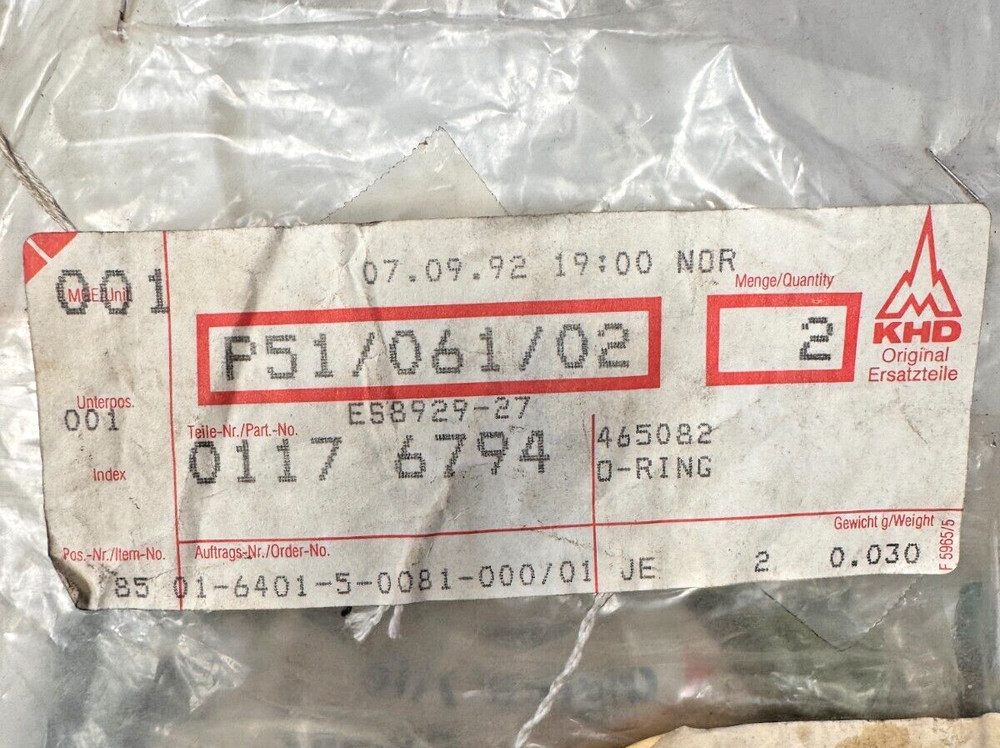 07.09.92 19:00 NOR
MGE/Unit
001
Menge/Quantity
P51/061/02
2
KHD
Original
Ersatzteile
Unterpos.
001
ES8929-27
Teile-Nr./Part.-No.
0117 6794
465082
O-RING
Index
Gewicht g/Weight
Pos.-Nr./Item-No.
Auftrags-Nr./Order-No.
85
01-6401-5-0081-000/01
JE 2 0.030
F 5965/5